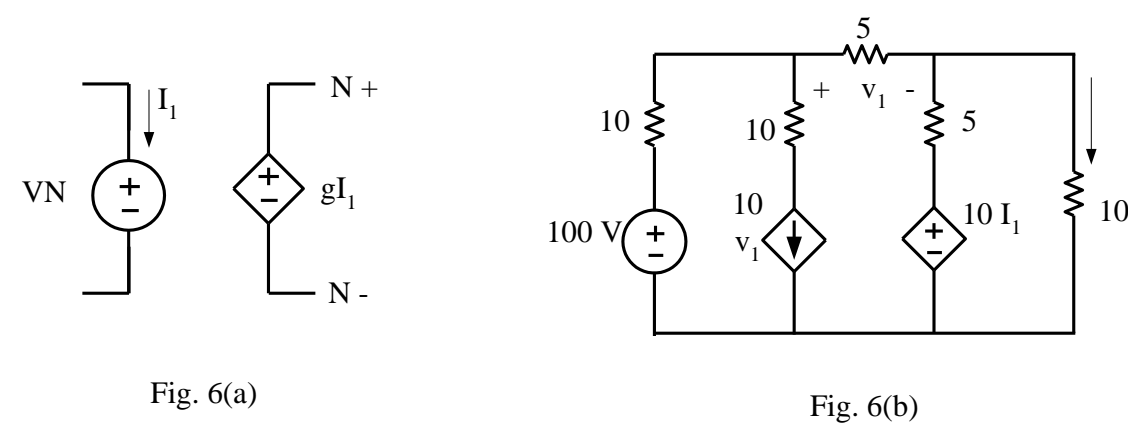 I1
N +
VN
+
-
+
-
gI1
N -
Fig. 6(a)
5
+ v1 -
10
10
5
100 V
+
-
10
v1
+
-
10 I1
10
Fig. 6(b)